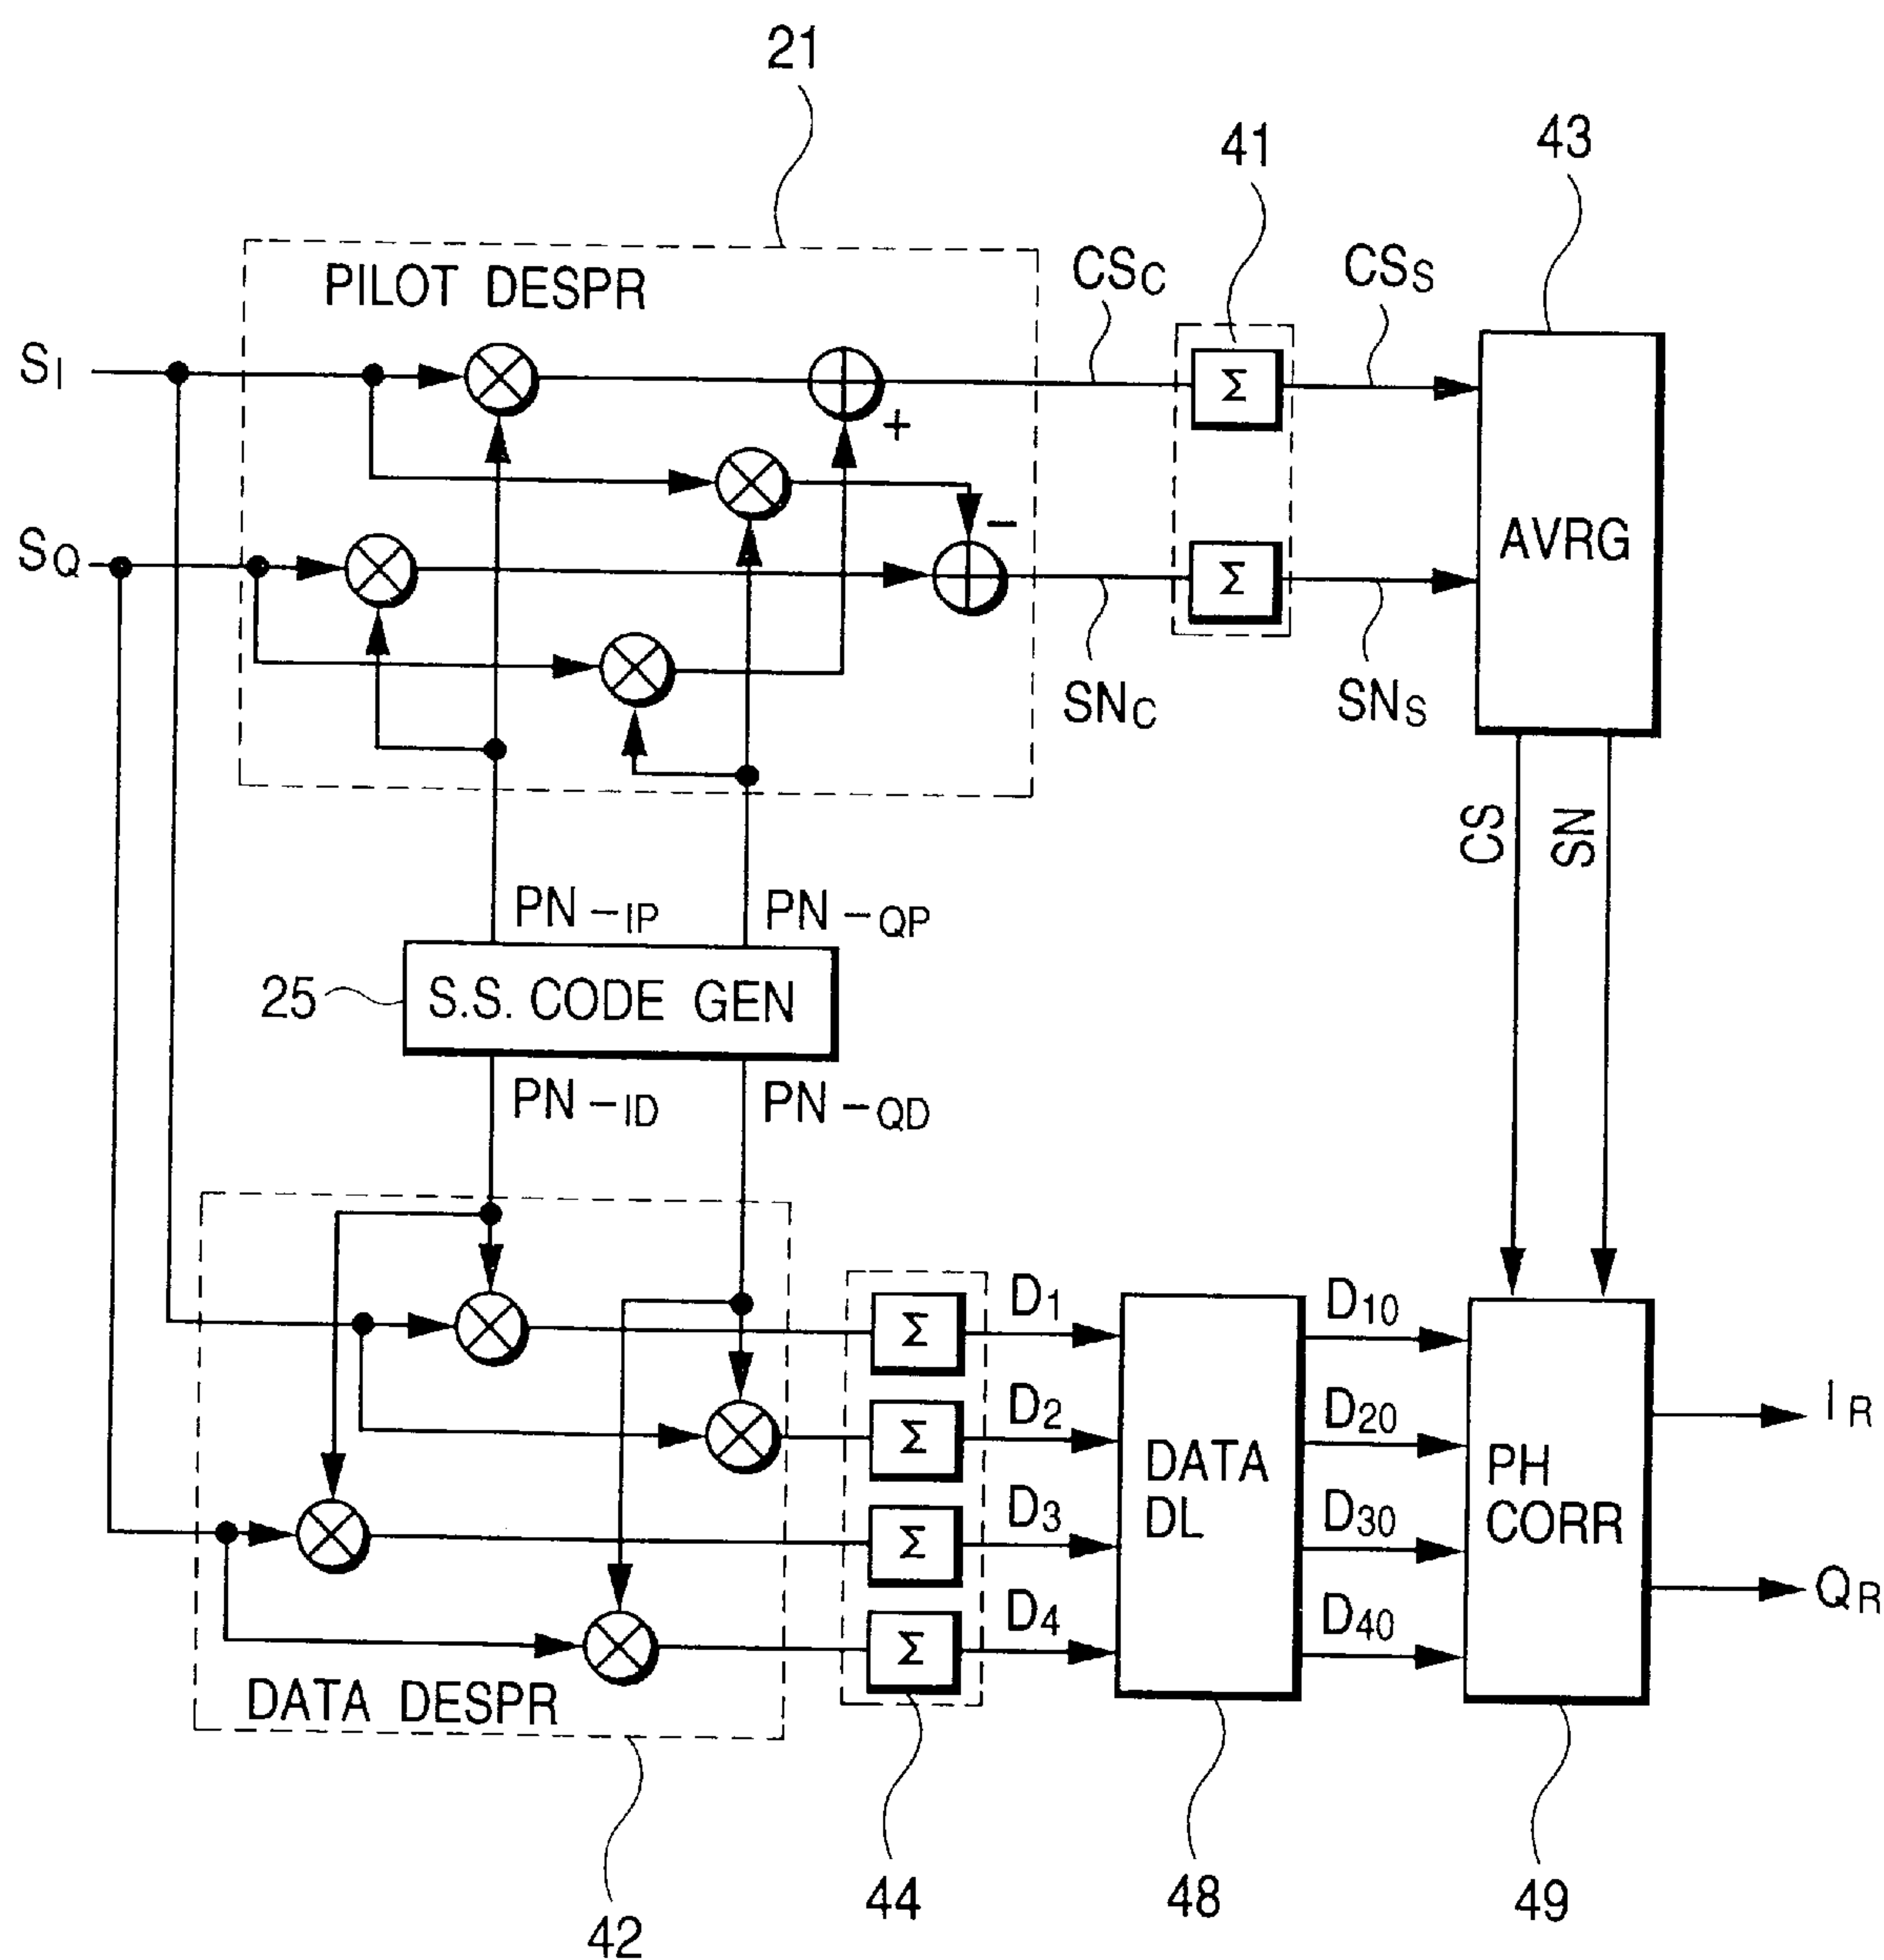 21
41
43
PILOT DESPR
CSC
CSS
SI
Σ
+
SQ
−
AVRG
Σ
SNC
SNS
CS
SN
PN -IP
PN -QP
25
S.S. CODE GEN
PN -ID
PN -QD
Σ
D1
D10
IR
Σ
D2
D20
DATA
DL
PH
CORR
Σ
D3
D30
QR
Σ
D4
D40
DATA DESPR
44
48
49
42